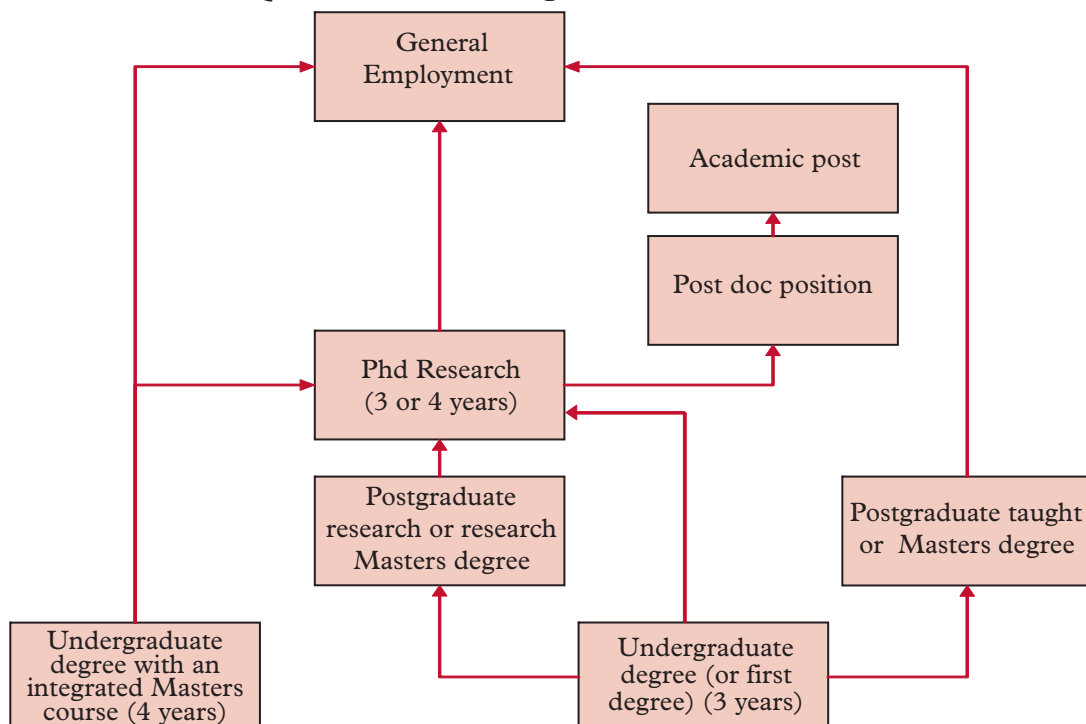 General
Employment
Academic post
Post doc position
Phd Research
(3 or 4 years)
Postgraduate
research or research
Masters degree
Postgraduate taught
or Masters degree
Undergraduate
degree with an
integrated Masters
course (4 years)
Undergraduate
degree (or first
degree) (3 years)